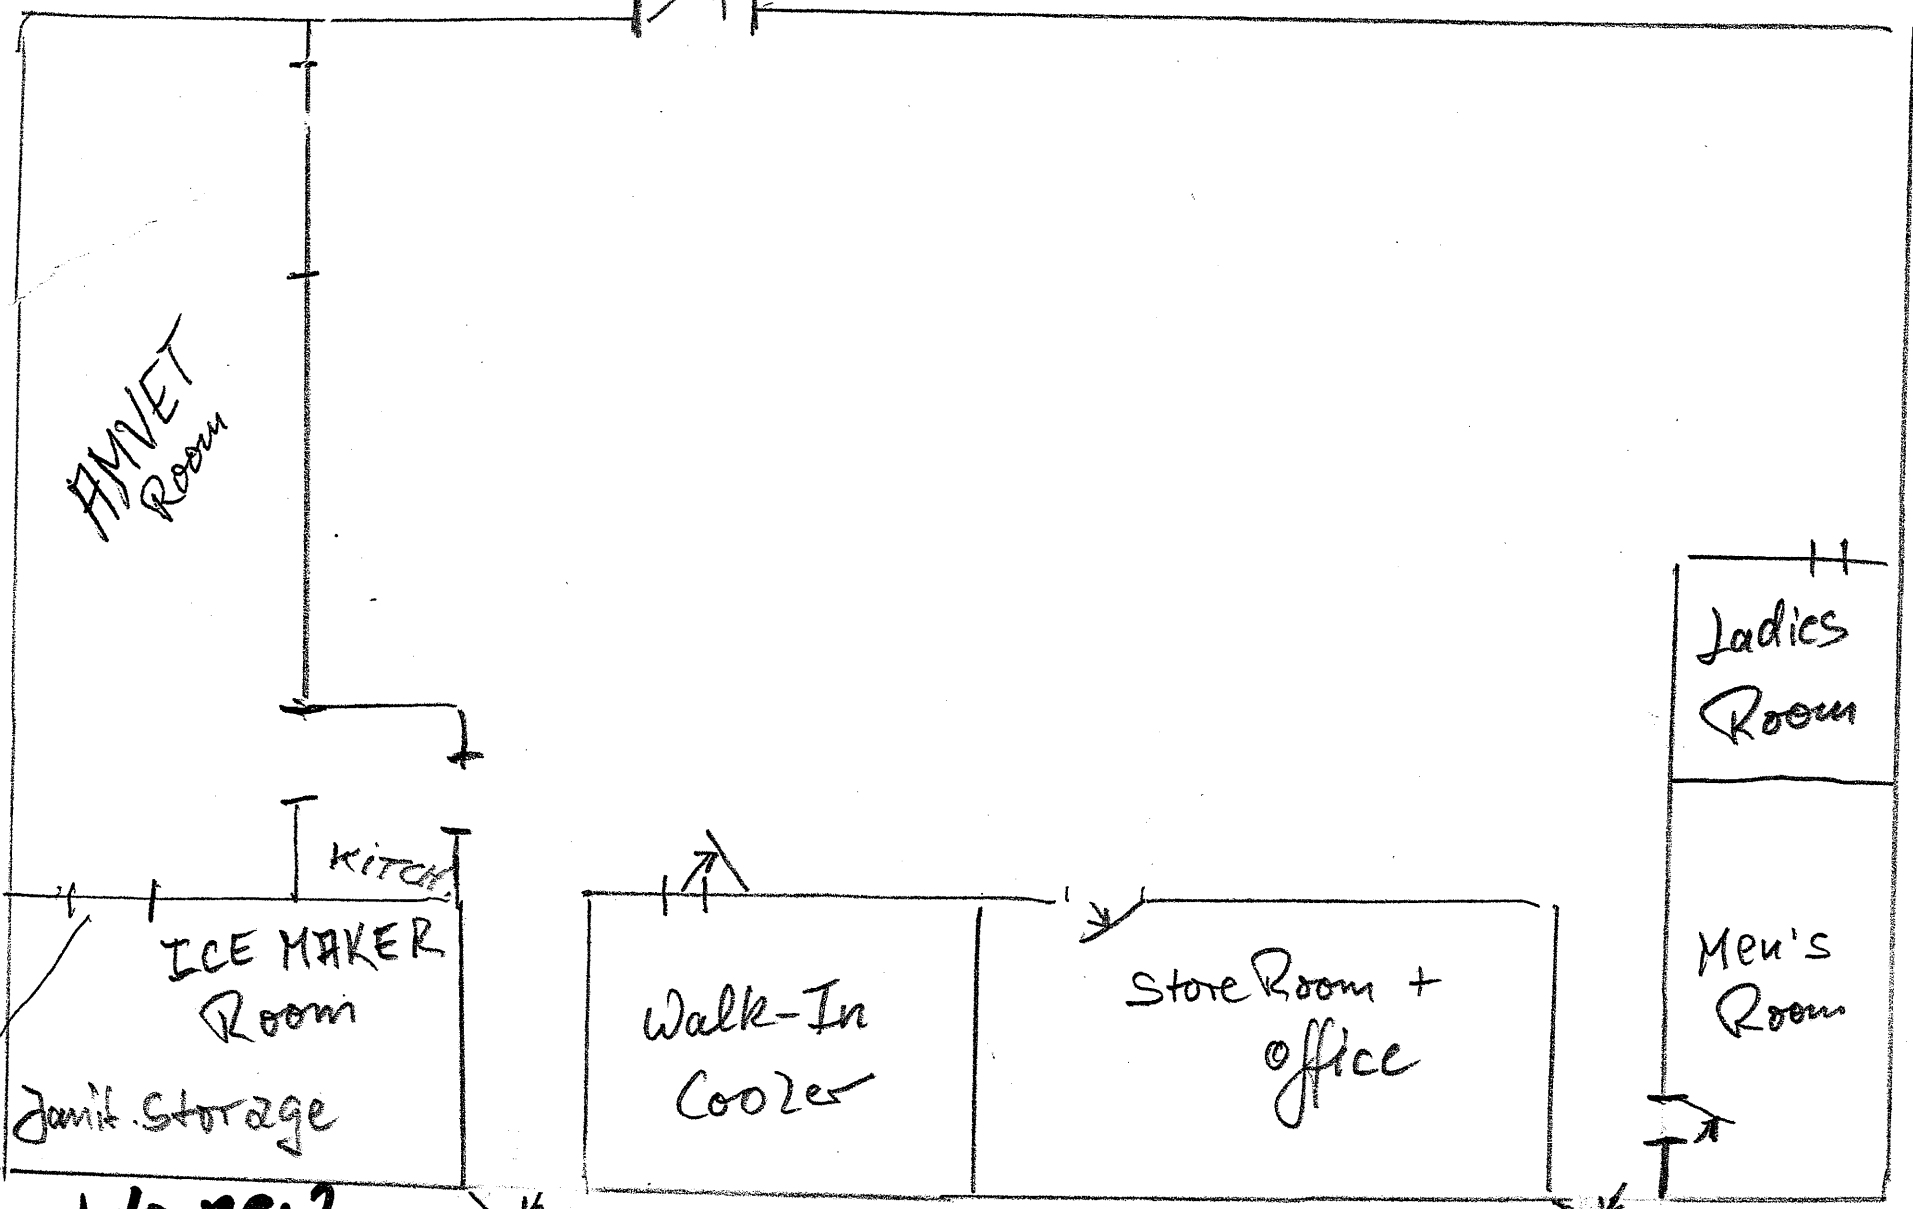 AMVET
Room
Ladies
Room
KITCH.
ICE MAKER
Room
Janit. Storage
Walk-In
Cooler
Store Room +
office
Men's
Room